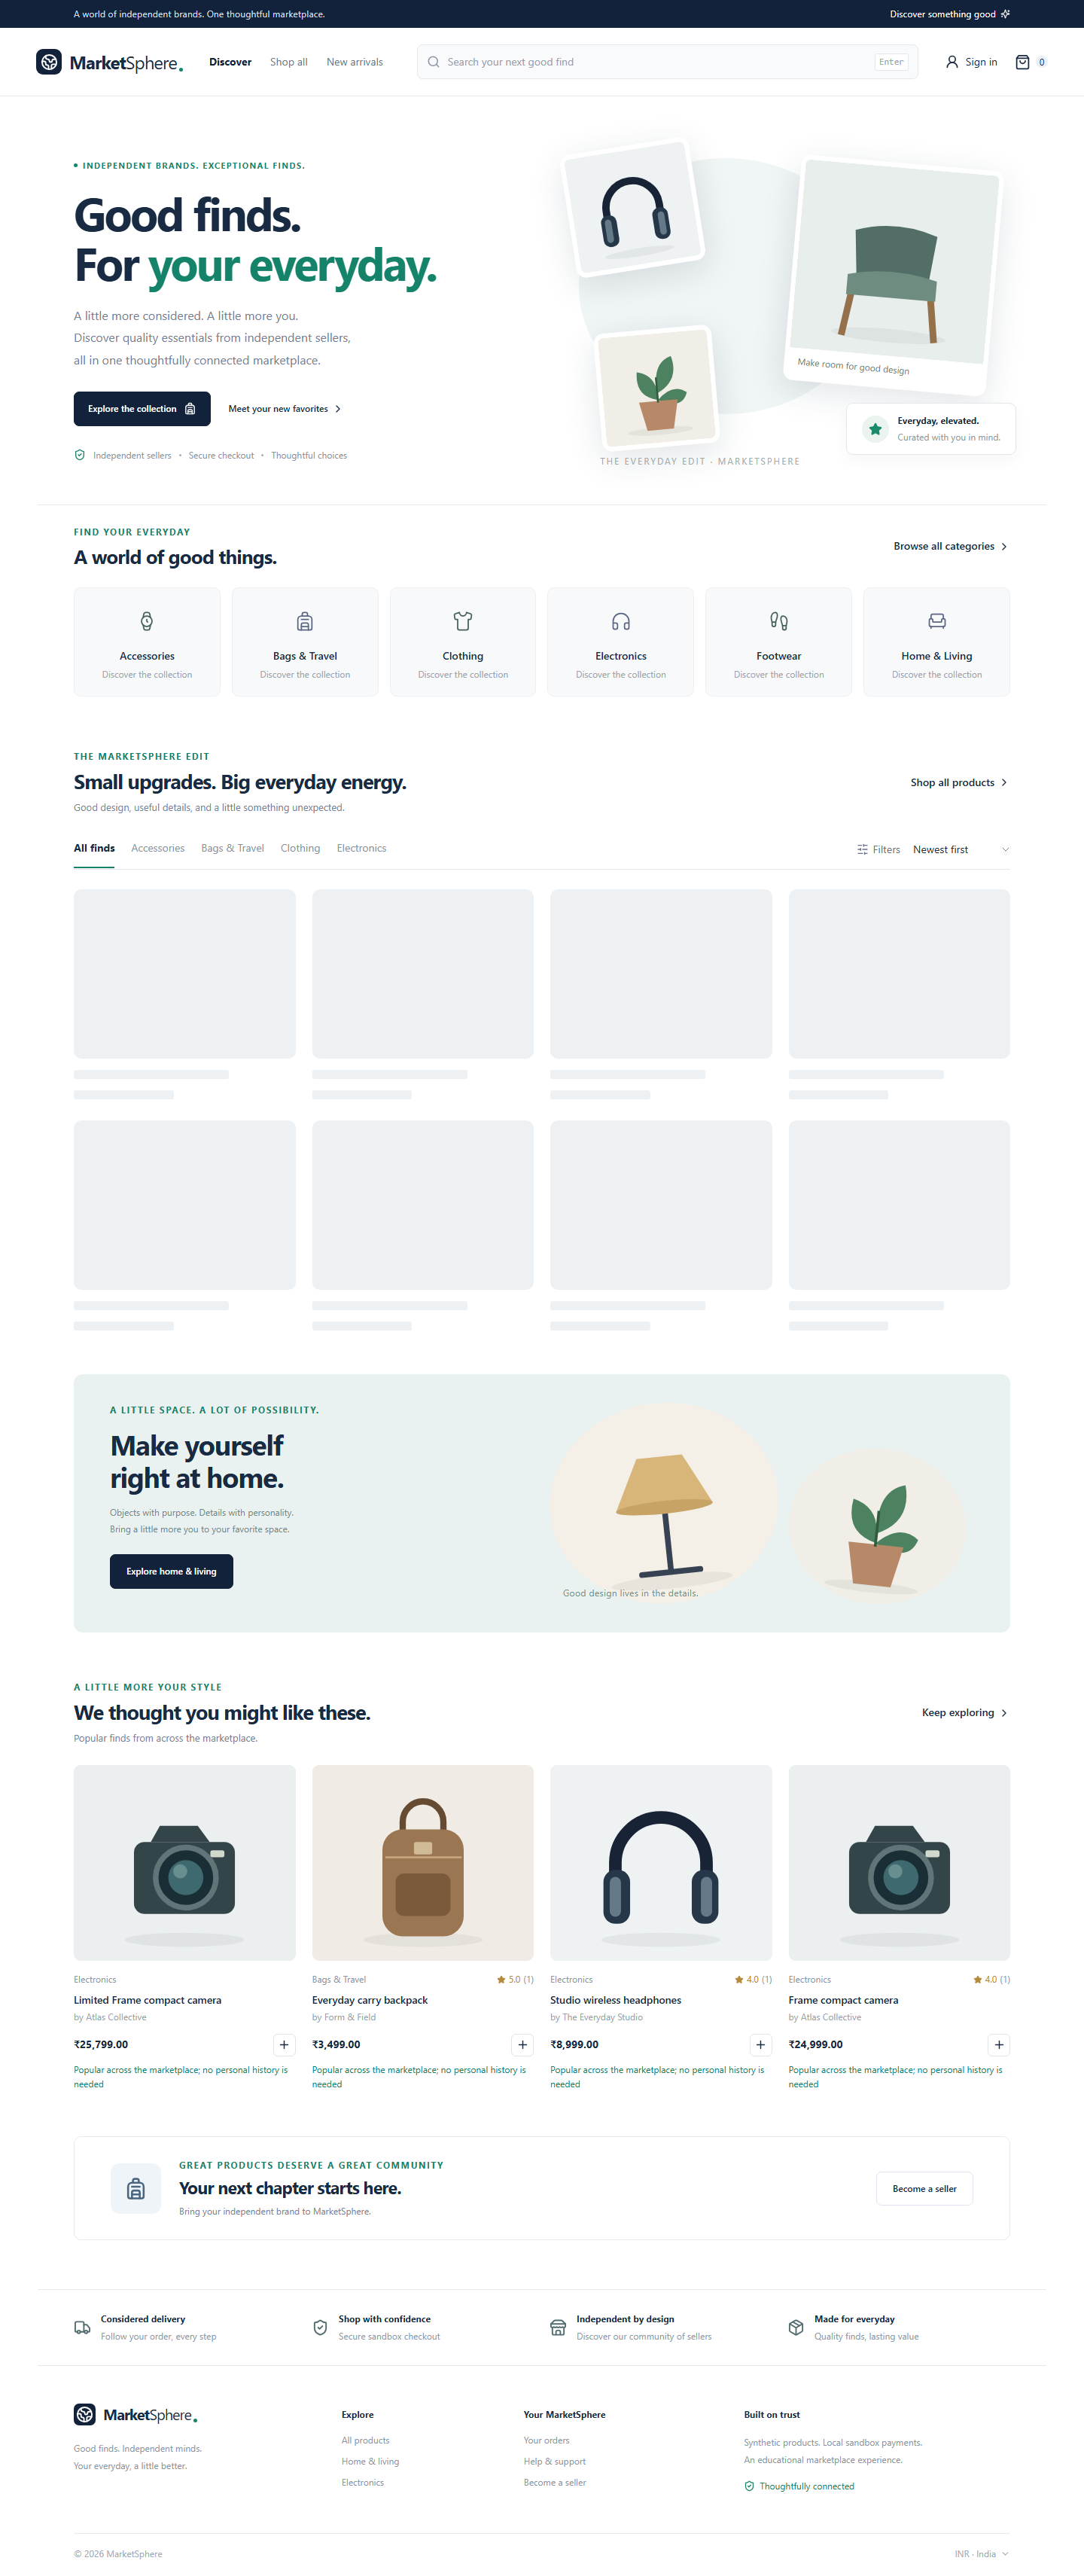 A world of independent brands. One thoughtful marketplace.
Discover something good
MarketSphere.
Discover
Shop all
New arrivals
Search your next good find
Enter
Sign in
0
INDEPENDENT BRANDS. EXCEPTIONAL FINDS.
Good finds.
For your everyday.
A little more considered. A little more you.
Discover quality essentials from independent sellers,
all in one thoughtfully connected marketplace.
Explore the collection
Meet your new favorites
Independent sellers • Secure checkout • Thoughtful choices
Make room for good design
Everyday, elevated.
Curated with you in mind.
THE EVERYDAY EDIT · MARKETSPHERE
FIND YOUR EVERYDAY
A world of good things.
Browse all categories
Accessories
Discover the collection
Bags & Travel
Discover the collection
Clothing
Discover the collection
Electronics
Discover the collection
Footwear
Discover the collection
Home & Living
Discover the collection
THE MARKETSPHERE EDIT
Small upgrades. Big everyday energy.
Good design, useful details, and a little something unexpected.
Shop all products
All finds
Accessories
Bags & Travel
Clothing
Electronics
Filters
Newest first
A LITTLE SPACE. A LOT OF POSSIBILITY.
Make yourself
right at home.
Objects with purpose. Details with personality.
Bring a little more you to your favorite space.
Explore home & living
Good design lives in the details.
A LITTLE MORE YOUR STYLE
We thought you might like these.
Popular finds from across the marketplace.
Keep exploring
Electronics
Limited Frame compact camera
by Atlas Collective
₹25,799.00
Popular across the marketplace; no personal history is
needed
Bags & Travel
5.0 (1)
Everyday carry backpack
by Form & Field
₹3,499.00
Popular across the marketplace; no personal history is
needed
Electronics
4.0 (1)
Studio wireless headphones
by The Everyday Studio
₹8,999.00
Popular across the marketplace; no personal history is
needed
Electronics
4.0 (1)
Frame compact camera
by Atlas Collective
₹24,999.00
Popular across the marketplace; no personal history is
needed
GREAT PRODUCTS DESERVE A GREAT COMMUNITY
Your next chapter starts here.
Bring your independent brand to MarketSphere.
Become a seller
Considered delivery
Follow your order, every step
Shop with confidence
Secure sandbox checkout
Independent by design
Discover our community of sellers
Made for everyday
Quality finds, lasting value
MarketSphere.
Good finds. Independent minds.
Your everyday, a little better.
Explore
All products
Home & living
Electronics
Your MarketSphere
Your orders
Help & support
Become a seller
Built on trust
Synthetic products. Local sandbox payments.
An educational marketplace experience.
Thoughtfully connected
© 2026 MarketSphere
INR · India